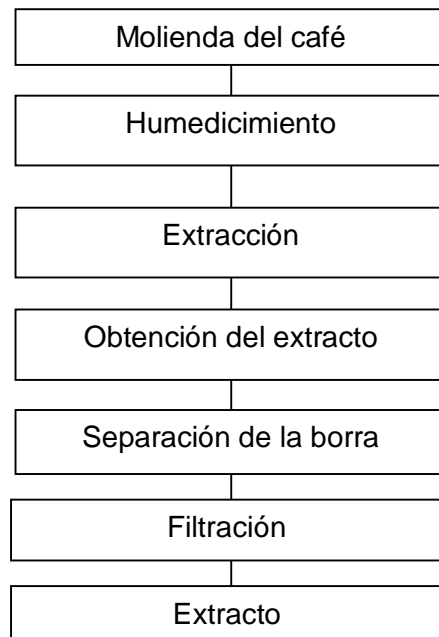 Molienda del café
Humedicimiento
Extracción
Obtención del extracto
Separación de la borra
Filtración
Extracto